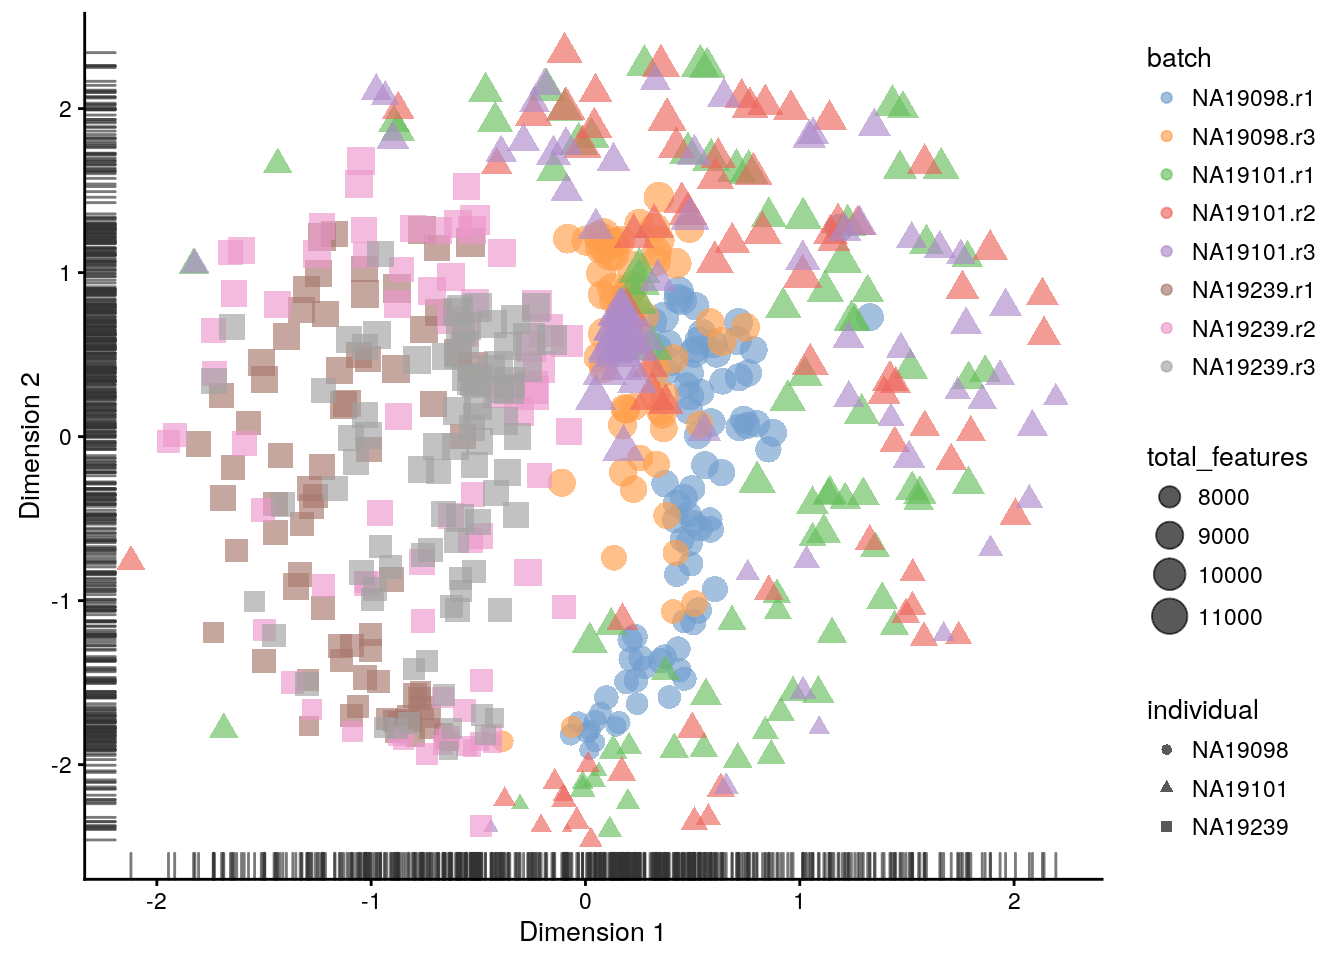 batch
NA19098.r1
NA19098.r3
NA19101.r1
NA19101.r2
NA19101.r3
NA19239.r1
NA19239.r2
NA19239.r3
total_features
8000
9000
10000
11000
individual
NA19098
NA19101
NA19239
Dimension 2
2
1
0
-1
-2
-2
-1
0
1
2
Dimension 1